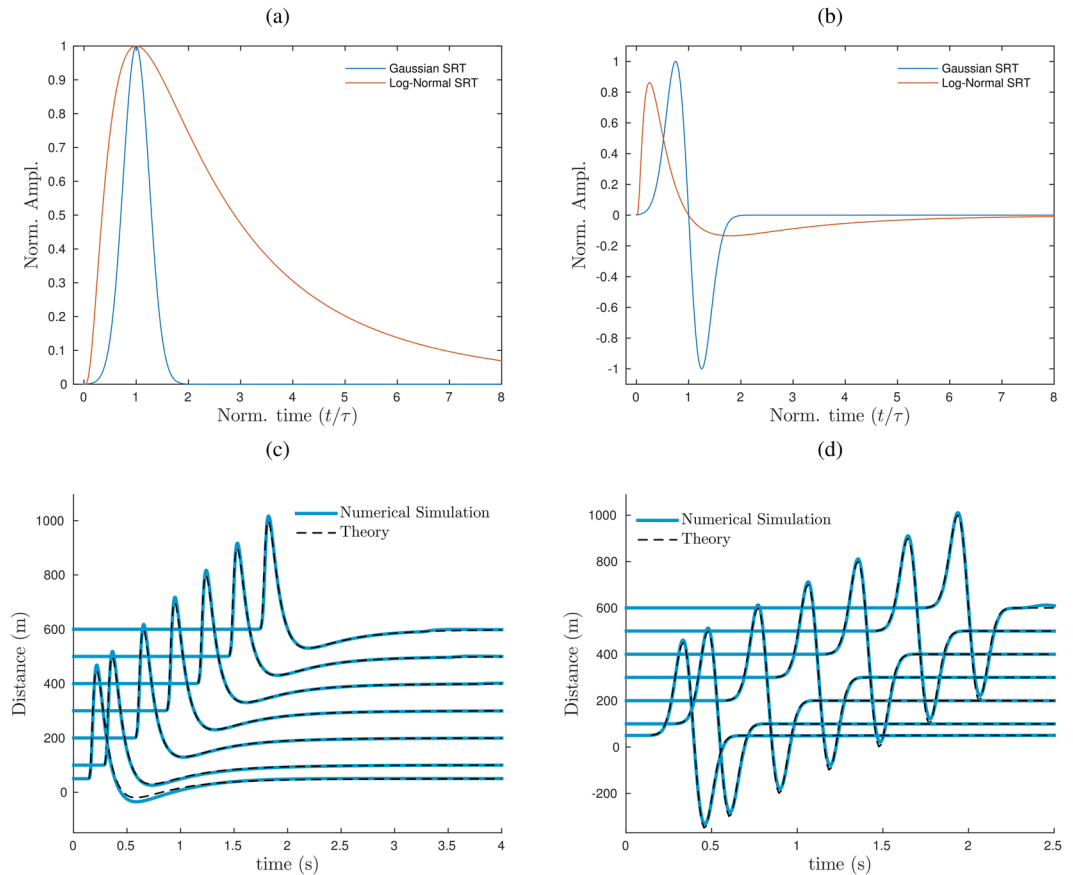 (a)
Norm. Ampl.
1
0.9
0.8
0.7
0.6
0.5
0.4
0.3
0.2
0.1
0
Gaussian SRT
Log-Normal SRT
0 1 2 3 4 5 6 7 8
Norm. time (t/τ)
(b)
Norm. Ampl.
1
0.8
0.6
0.4
0.2
0
-0.2
-0.4
-0.6
-0.8
-1
Gaussian SRT
Log-Normal SRT
0 1 2 3 4 5 6 7 8
Norm. time (t/τ)
(c)
Distance (m)
1000
800
600
400
200
0
Numerical Simulation
Theory
0 0.5 1 1.5 2 2.5 3 3.5 4
time (s)
(d)
Distance (m)
1000
800
600
400
200
0
-200
Numerical Simulation
Theory
0 0.5 1 1.5 2 2.5
time (s)